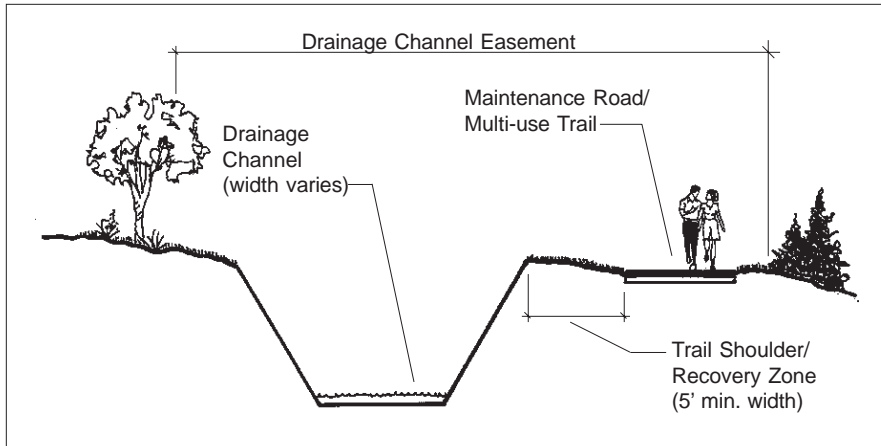 Drainage Channel Easement
Maintenance Road/
Multi-use Trail
Drainage
Channel
(width varies)
Trail Shoulder/
Recovery Zone
(5' min. width)